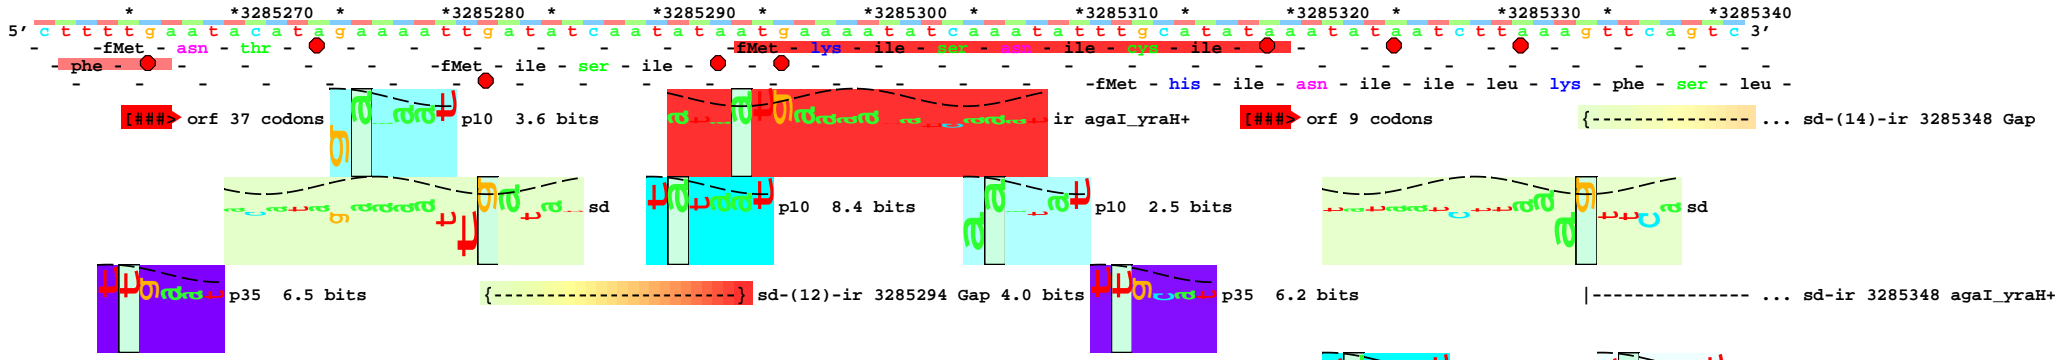 * *3285270 * *3285280 * *3285290 * *3285300 * *3285310 * *3285320 * *3285330 * *3285340
5' c t t t t g a a t a c a t a g a a a a t t g a t a t c a a t a t a a t g a a a a t a t c a a a t a t t t g c a t a t a a a t a t a a t c t t a a a g t t c a g t c 3'
- -fMet - asn - thr - - - - - - - -fMet - lys - ile - ser - asn - ile - cys - ile - - - - - - - -
- phe - - - - - - -fMet - ile - ser - ile - - - - - - - - - - - - - - - -
- - - - - - - - - - - - - - - - -fMet - his - ile - asn - ile - ile - leu - lys - phe - ser - leu -
[###> orf 37 codons
p10 3.6 bits
ir agaI_yraH+
[###> orf 9 codons
{--------------- ... sd-(14)-ir 3285348 Gap
sd
p10 8.4 bits
p10 2.5 bits
sd
p35 6.5 bits
{-----------------------} sd-(12)-ir 3285294 Gap 4.0 bits
p35 6.2 bits
|--------------- ... sd-ir 3285348 agaI_yraH+